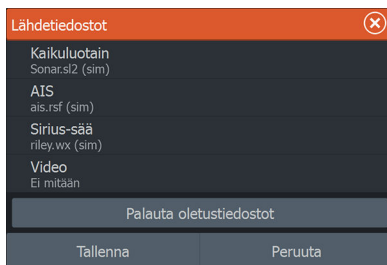 Lähdetiedostot
Kaikuluotain
Sonar.sl2 (sim)
AIS
ais.rsf (sim)
Sirius-sää
riley.wx (sim)
Video
Ei mitään
Palauta oletustiedostot
Tallenna
Peruuta